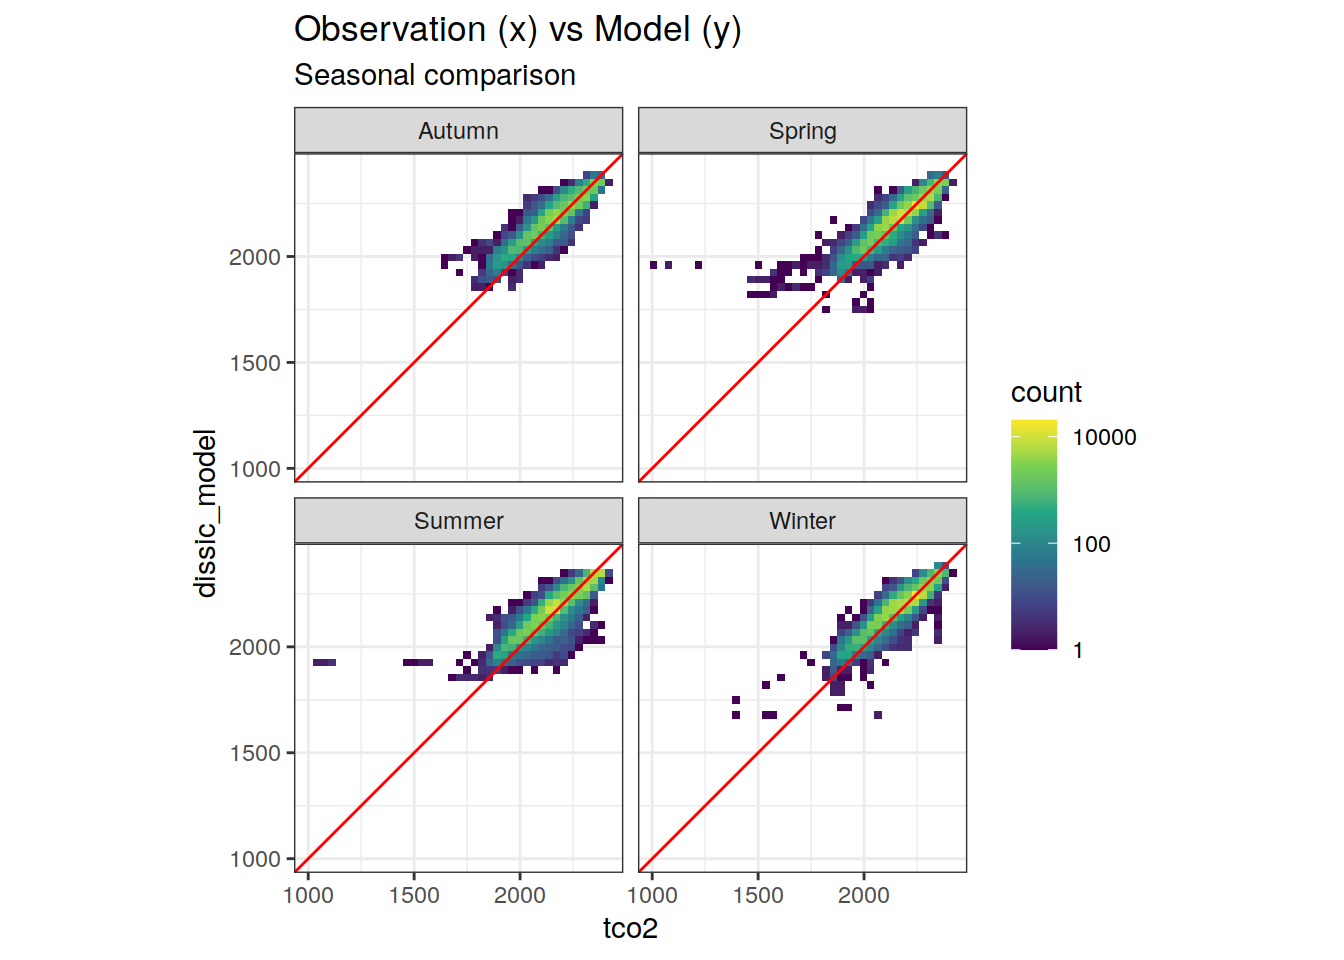 Observation (x) vs Model (y)
Seasonal comparison
Autumn
Spring
2000
1500
1000
Summer
Winter
2000
1500
1000
1000
1500
2000
1000
1500
2000
dissic_model
tco2
count
10000
100
1